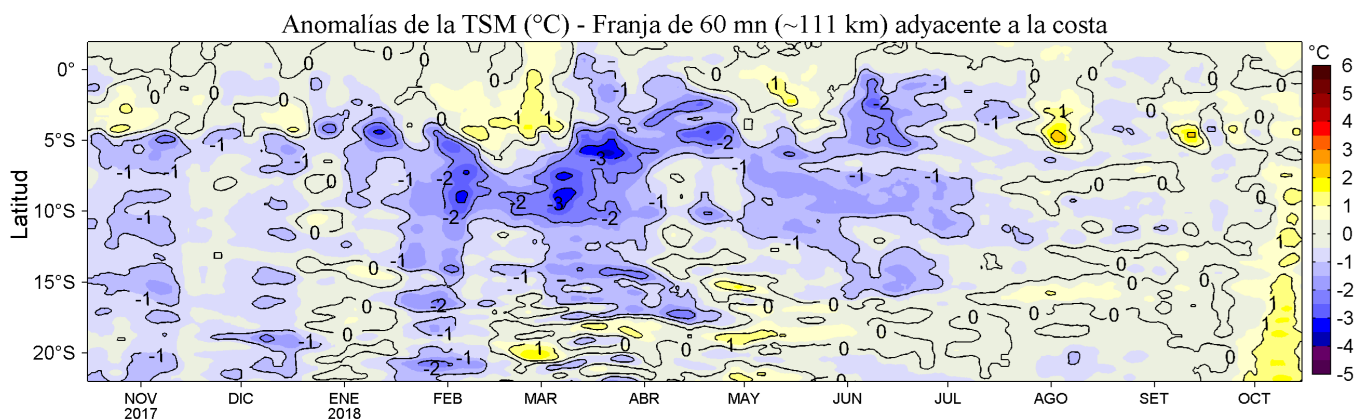 Anomalías de la TSM (°C) - Franja de 60 mn (~111 km) adyacente a la costa
°C
Latitud
0°
5°S
10°S
15°S
20°S
6
5
4
3
2
1
0
-1
-2
-3
-4
-5
NOV DIC ENE FEB MAR ABR MAY JUN JUL AGO SET OCT
2017 2018